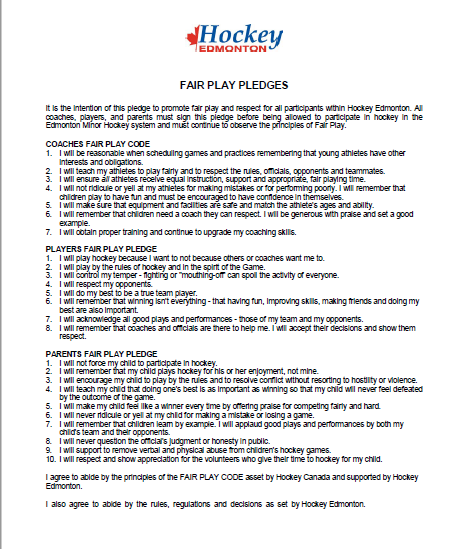 Hockey
EDMONTON
FAIR PLAY PLEDGES
It is the intention of this pledge to promote fair play and respect for all participants within Hockey Edmonton. All
coaches, players, and parents must sign this pledge before being allowed to participate in hockey in the
Edmonton Minor Hockey system and must continue to observe the principles of Fair Play.
COACHES FAIR PLAY CODE
1. I will be reasonable when scheduling games and practices remembering that young athletes have other
interests and obligations.
2. I will teach my athletes to play fairly and to respect the rules, officials, opponents and teammates.
3. I will ensure all athletes receive equal instruction, support and appropriate, fair playing time.
4. I will not ridicule or yell at my athletes for making mistakes or for performing poorly. I will remember that
children play to have fun and must be encouraged to have confidence in themselves.
5. I will make sure that equipment and facilities are safe and match the athlete's ages and ability.
6. I will remember that children need a coach they can respect. I will be generous with praise and set a good
example.
7. I will obtain proper training and continue to upgrade my coaching skills.
PLAYERS FAIR PLAY PLEDGE
1. I will play hockey because I want to not because others or coaches want me to.
2. I will play by the rules of hockey and in the spirit of the Game.
3. I will control my temper - fighting or "mouthing-off" can spoil the activity of everyone.
4. I will respect my opponents.
5. I will do my best to be a true team player.
6. I will remember that winning isn't everything - that having fun, improving skills, making friends and doing my
best are also important.
7. I will acknowledge all good plays and performances - those of my team and my opponents.
8. I will remember that coaches and officials are there to help me. I will accept their decisions and show them
respect.
PARENTS FAIR PLAY PLEDGE
1. I will not force my child to participate in hockey.
2. I will remember that my child plays hockey for his or her enjoyment, not mine.
3. I will encourage my child to play by the rules and to resolve conflict without resorting to hostility or violence.
4. I will teach my child that doing one's best is as important as winning so that my child will never feel defeated
by the outcome of the game.
5. I will make my child feel like a winner every time by offering praise for competing fairly and hard.
6. I will never ridicule or yell at my child for making a mistake or losing a game.
7. I will remember that children learn by example. I will applaud good plays and performances by both my
child's team and their opponents.
8. I will never question the official's judgment or honesty in public.
9. I will support to remove verbal and physical abuse from children's hockey games.
10. I will respect and show appreciation for the volunteers who give their time to hockey for my child.
I agree to abide by the principles of the FAIR PLAY CODE asset by Hockey Canada and supported by Hockey
Edmonton.
I also agree to abide by the rules, regulations and decisions as set by Hockey Edmonton.